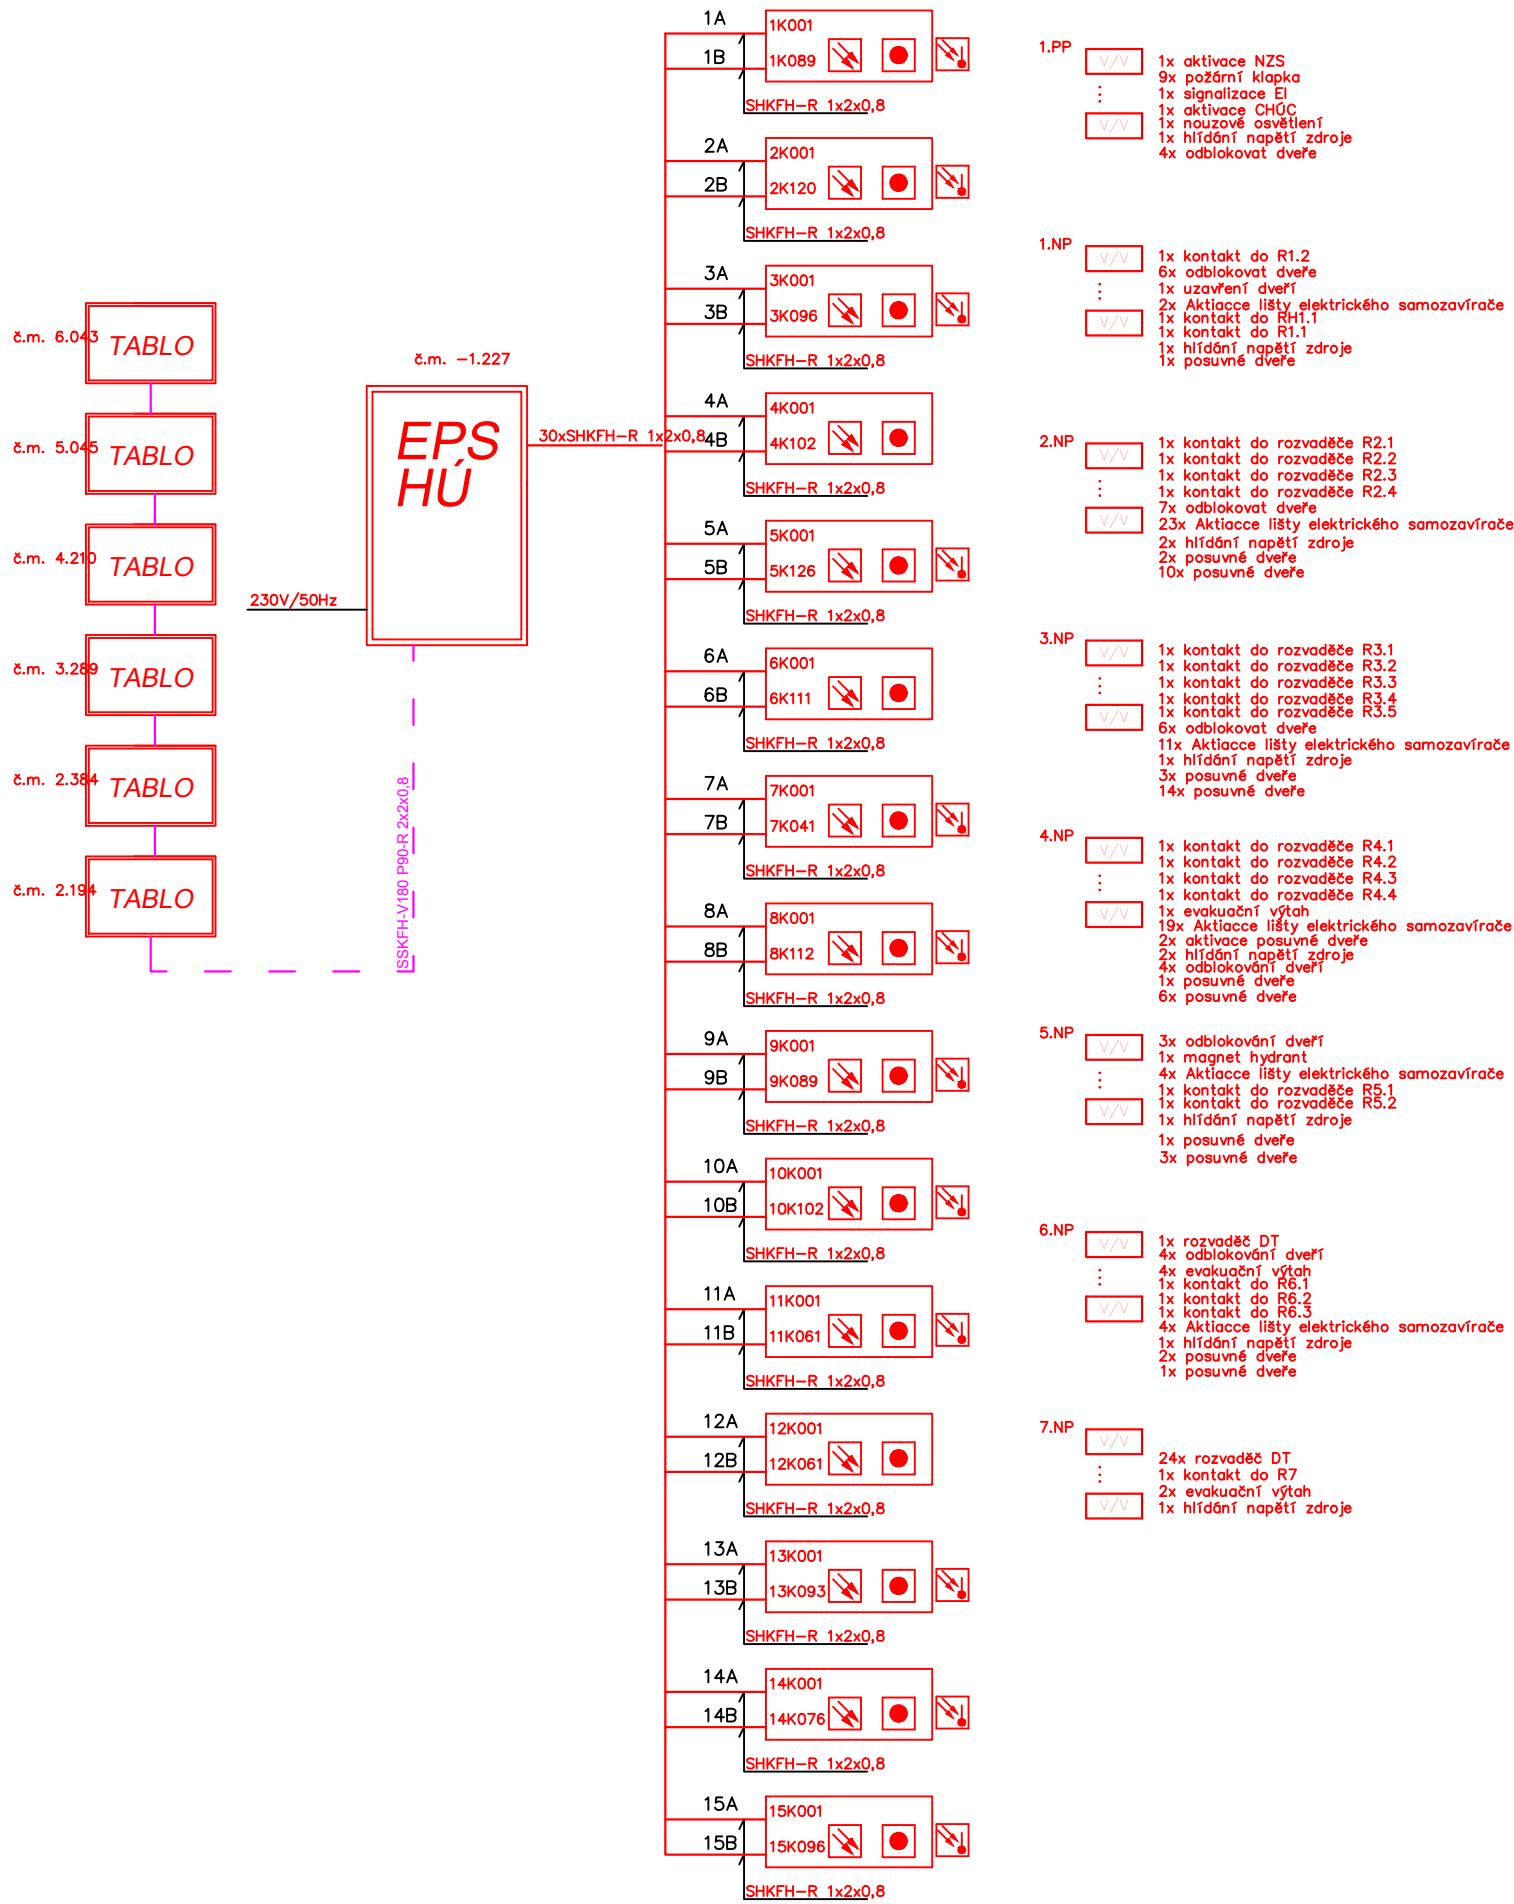 č.m. 6.043
TABLO
č.m. 5.045
TABLO
č.m. 4.210
TABLO
č.m. 3.289
TABLO
č.m. 2.384
TABLO
č.m. 2.194
TABLO
č.m. -1.227
EPS
HÚ
230V/50Hz
SSKFH-V180 P90-R 2x2x0,8
30xSHKFH-R 1x2x0,8
1A
1B
1K001
1K089
SHKFH-R 1x2x0,8
2A
2B
2K001
2K120
SHKFH-R 1x2x0,8
3A
3B
3K001
3K096
SHKFH-R 1x2x0,8
4A
4B
4K001
4K102
SHKFH-R 1x2x0,8
5A
5B
5K001
5K126
SHKFH-R 1x2x0,8
6A
6B
6K001
6K111
SHKFH-R 1x2x0,8
7A
7B
7K001
7K041
SHKFH-R 1x2x0,8
8A
8B
8K001
8K112
SHKFH-R 1x2x0,8
9A
9B
9K001
9K089
SHKFH-R 1x2x0,8
10A
10B
10K001
10K102
SHKFH-R 1x2x0,8
11A
11B
11K001
11K061
SHKFH-R 1x2x0,8
12A
12B
12K001
12K061
SHKFH-R 1x2x0,8
13A
13B
13K001
13K093
SHKFH-R 1x2x0,8
14A
14B
14K001
14K076
SHKFH-R 1x2x0,8
15A
15B
15K001
15K096
SHKFH-R 1x2x0,8
1.PP
V/V
V/V
1x aktivace NZS
9x požární klapka
1x signalizace EI
1x aktivace CHÚC
1x nouzové osvětlení
1x hlídání napětí zdroje
4x odblokovat dveře
1.NP
V/V
V/V
1x kontakt do R1.2
6x odblokovat dveře
1x uzavření dveří
2x Aktiacce lišty elektrického samozavírače
1x kontakt do RH1.1
1x kontakt do R1.1
1x hlídání napětí zdroje
1x posuvné dveře
2.NP
V/V
V/V
1x kontakt do rozvaděče R2.1
1x kontakt do rozvaděče R2.2
1x kontakt do rozvaděče R2.3
1x kontakt do rozvaděče R2.4
7x odblokovat dveře
23x Aktiacce lišty elektrického samozavírače
2x hlídání napětí zdroje
2x posuvné dveře
10x posuvné dveře
3.NP
V/V
V/V
1x kontakt do rozvaděče R3.1
1x kontakt do rozvaděče R3.2
1x kontakt do rozvaděče R3.3
1x kontakt do rozvaděče R3.4
1x kontakt do rozvaděče R3.5
6x odblokovat dveře
11x Aktiacce lišty elektrického samozavírače
1x hlídání napětí zdroje
3x posuvné dveře
14x posuvné dveře
4.NP
V/V
V/V
1x kontakt do rozvaděče R4.1
1x kontakt do rozvaděče R4.2
1x kontakt do rozvaděče R4.3
1x kontakt do rozvaděče R4.4
1x evakuační výtah
19x Aktiacce lišty elektrického samozavírače
2x aktivace posuvné dveře
2x hlídání napětí zdroje
4x odblokování dveří
1x posuvné dveře
6x posuvné dveře
5.NP
V/V
V/V
3x odblokování dveří
1x magnet hydrant
4x Aktiacce lišty elektrického samozavírače
1x kontakt do rozvaděče R5.1
1x kontakt do rozvaděče R5.2
1x hlídání napětí zdroje
1x posuvné dveře
3x posuvné dveře
6.NP
V/V
V/V
1x rozvaděč DT
4x odblokování dveří
4x evakuační výtah
1x kontakt do R6.1
1x kontakt do R6.2
1x kontakt do R6.3
4x Aktiacce lišty elektrického samozavírače
1x hlídání napětí zdroje
2x posuvné dveře
1x posuvné dveře
7.NP
V/V
V/V
24x rozvaděč DT
1x kontakt do R7
2x evakuační výtah
1x hlídání napětí zdroje